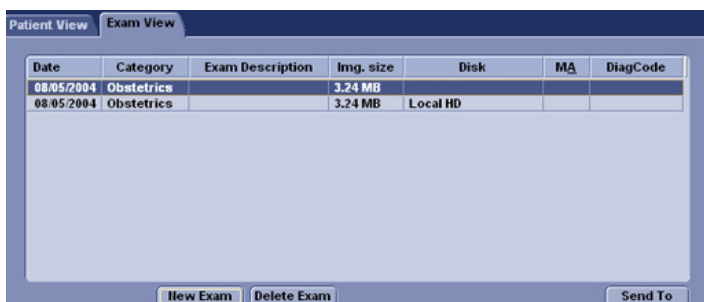 Patient View Exam View
Date Category Exam Description Img. size Disk MA DiagCode
08/05/2004 Obstetrics 3.24 MB
08/05/2004 Obstetrics 3.24 MB Local HD
New Exam Delete Exam Send To